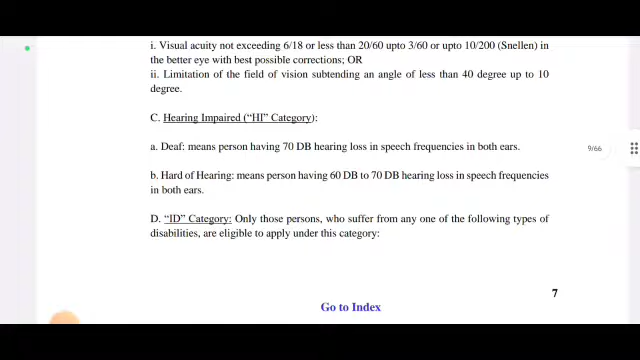 i. Visual acuity not exceeding 6/18 or less than 20/60 upto 3/60 or upto 10/200 (Snellen) in
the better eye with best possible corrections; OR
ii. Limitation of the field of vision subtending an angle of less than 40 degree up to 10
degree.
C. Hearing Impaired ("HI" Category):
a. Deaf: means person having 70 DB hearing loss in speech frequencies in both ears.
9/66
b. Hard of Hearing: means person having 60 DB to 70 DB hearing loss in speech frequencies
in both ears.
D. "ID" Category: Only those persons, who suffer from any one of the following types of
disabilities, are eligible to apply under this category:
7
Go to Index